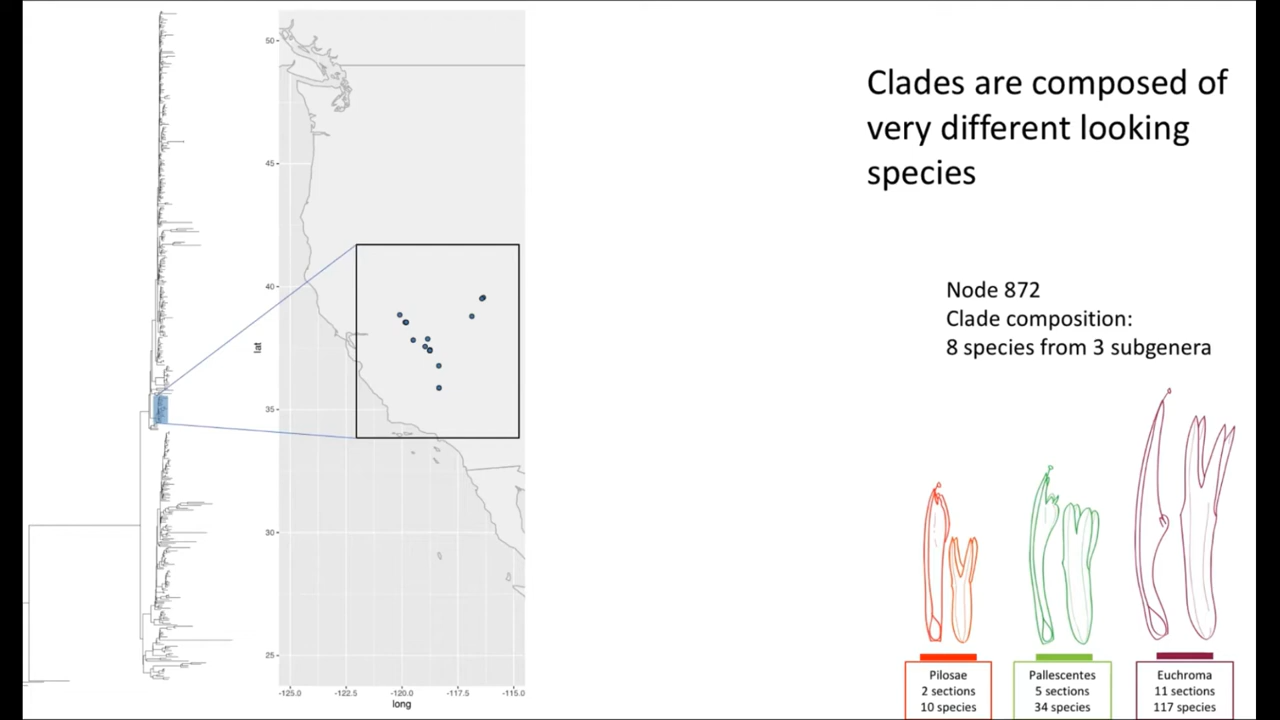 Clades are composed of
very different looking
species
Node 872
Clade composition:
8 species from 3 subgenera
50
45
40
35
30
25
lat
-125.0
-122.5
-120.0
-117.5
-115.0
long
Pilosae
2 sections
10 species
Pallescentes
5 sections
34 species
Euchroma
11 sections
117 species